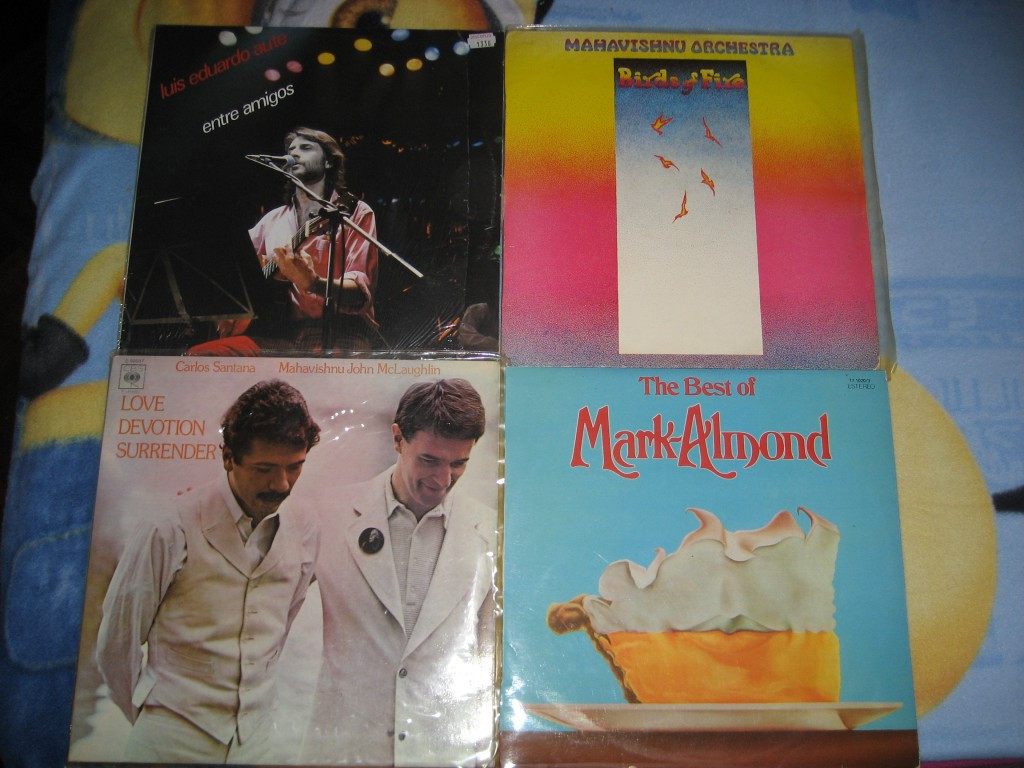 luis eduardo aute
entre amigos
MAHAVISHNU ORCHESTRA
Birds of Fire
Carlos Santana Mahavishnu John McLaughlin
LOVE
DEVOTION
SURRENDER
The Best of
Mark-Almond
ESTEREO